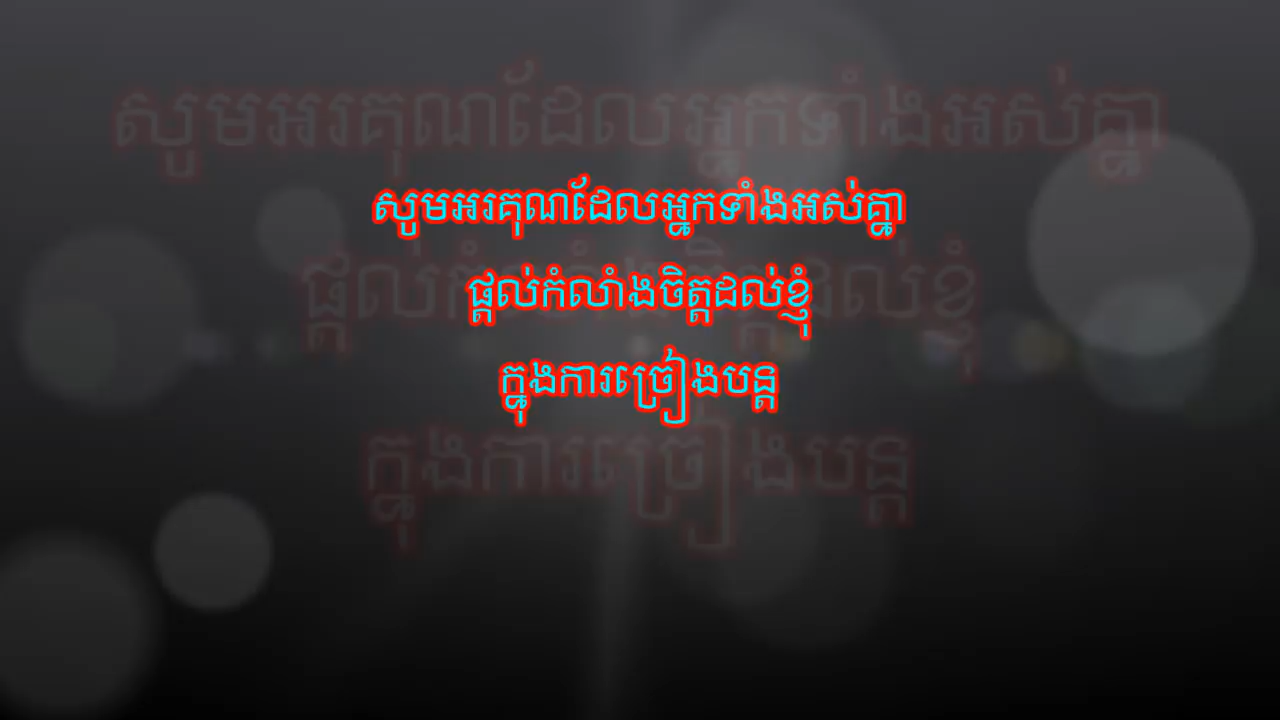 សូមអរគុណដែលអ្នកទាំងអស់គ្នា
ផ្តល់កំលាំងចិត្តដល់ខ្ញុំ
ក្នុងការច្រៀងបន្ត